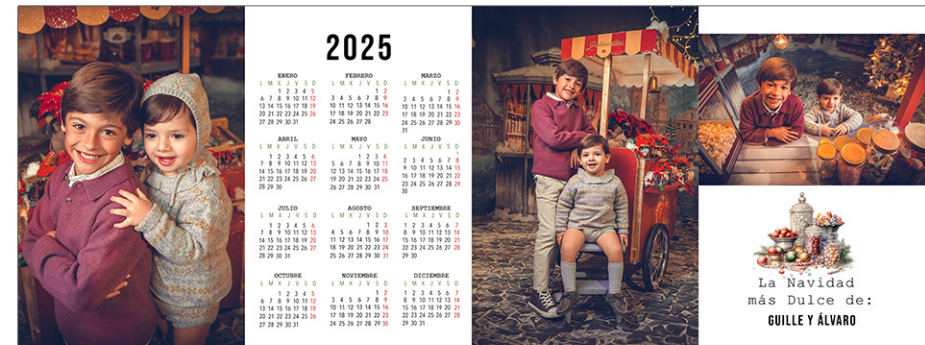 2025
ENERO
L M X J V S D
1 2 3 4 5
6 7 8 9 10 11 12
13 14 15 16 17 18 19
20 21 22 23 24 25 26
27 28 29 30 31
FEBRERO
L M X J V S D
1 2
3 4 5 6 7 8 9
10 11 12 13 14 15 16
17 18 19 20 21 22 23
24 25 26 27 28
MARZO
L M X J V S D
1 2
3 4 5 6 7 8 9
10 11 12 13 14 15 16
17 18 19 20 21 22 23
24 25 26 27 28 29 30
31
ABRIL
L M X J V S D
1 2 3 4 5 6
7 8 9 10 11 12 13
14 15 16 17 18 19 20
21 22 23 24 25 26 27
28 29 30
MAYO
L M X J V S D
1 2 3 4
5 6 7 8 9 10 11
12 13 14 15 16 17 18
19 20 21 22 23 24 25
26 27 28 29 30 31
JUNIO
L M X J V S D
1
2 3 4 5 6 7 8
9 10 11 12 13 14 15
16 17 18 19 20 21 22
23 24 25 26 27 28 29
30
JULIO
L M X J V S D
1 2 3 4 5 6
7 8 9 10 11 12 13
14 15 16 17 18 19 20
21 22 23 24 25 26 27
28 29 30 31
AGOSTO
L M X J V S D
1 2 3
4 5 6 7 8 9 10
11 12 13 14 15 16 17
18 19 20 21 22 23 24
25 26 27 28 29 30 31
SEPTIEMBRE
L M X J V S D
1 2 3 4 5 6 7
8 9 10 11 12 13 14
15 16 17 18 19 20 21
22 23 24 25 26 27 28
29 30
OCTUBRE
L M X J V S D
1 2 3 4 5
6 7 8 9 10 11 12
13 14 15 16 17 18 19
20 21 22 23 24 25 26
27 28 29 30 31
NOVIEMBRE
L M X J V S D
1 2
3 4 5 6 7 8 9
10 11 12 13 14 15 16
17 18 19 20 21 22 23
24 25 26 27 28 29 30
DICIEMBRE
L M X J V S D
1 2 3 4 5 6 7
8 9 10 11 12 13 14
15 16 17 18 19 20 21
22 23 24 25 26 27 28
29 30 31
La Navidad
más Dulce de:
GUILLE Y ÁLVARO